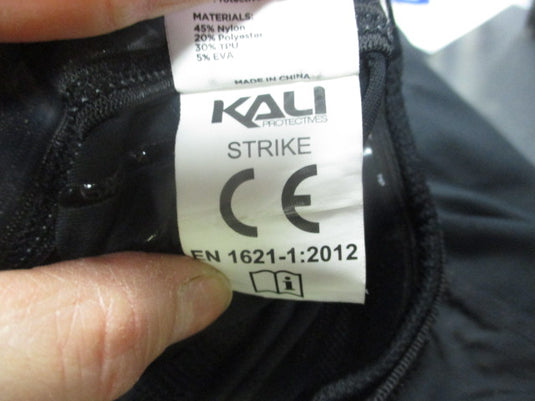 Protective
MATERIALS:
45% Nylon
20% Polyester
30% TPU
5% EVA
MADE IN CHINA
KALI
PROTECTIVES
STRIKE
CE
EN 1621-1:2012
i